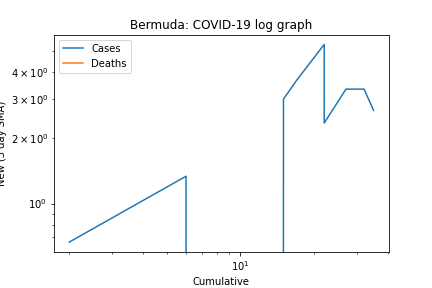 Bermuda: COVID-19 log graph
Cases
Deaths
4 × 10⁰
3 × 10⁰
2 × 10⁰
10⁰
10¹
Cumulative
New (3 day SMA)